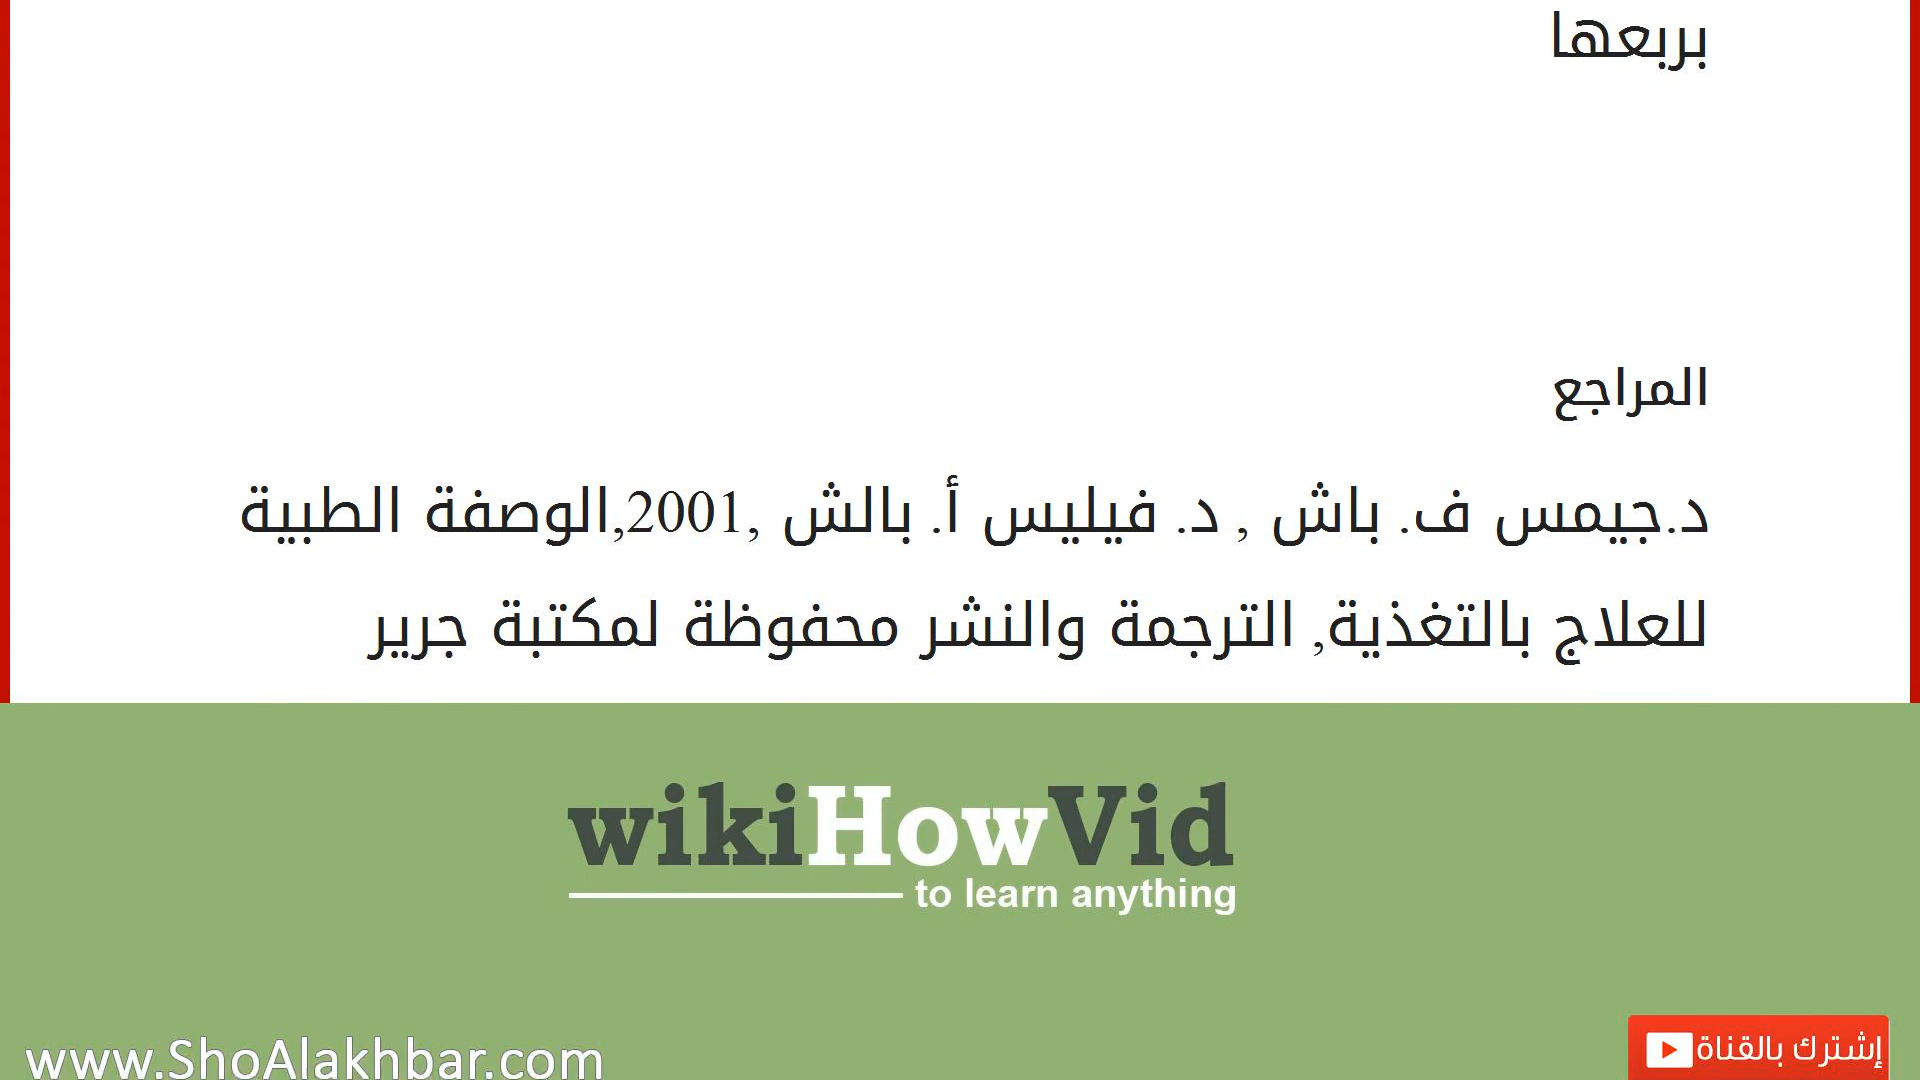 بربعها
المراجع
د.جيمس ف. باش , د. فيليس أ. بالش ,2001,الوصفة الطبية
للعلاج بالتغذية, الترجمة والنشر محفوظة لمكتبة جرير
wikiHowVid
to learn anything
www.ShoAlakhbar.com
إشترك بالقناة